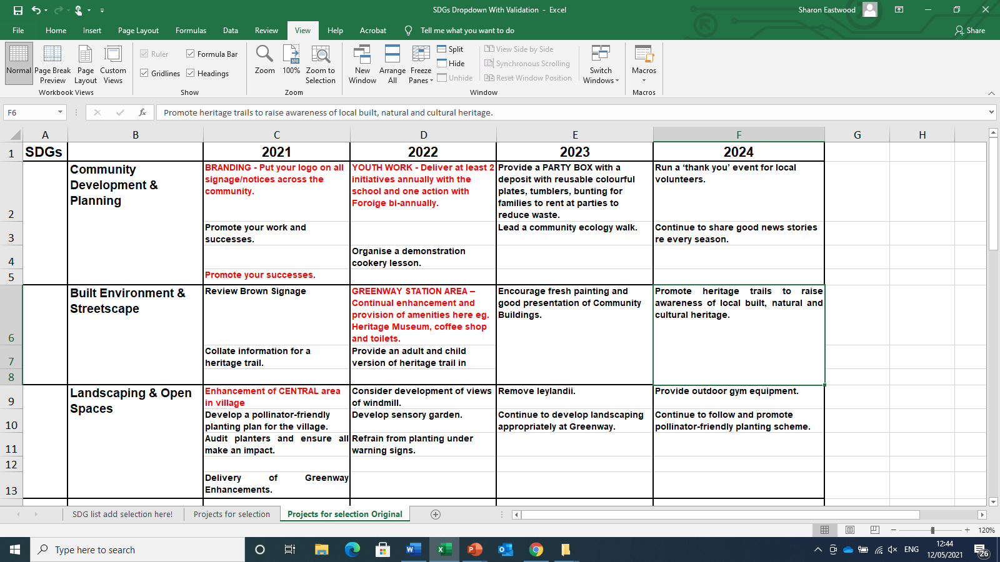 SDGs Dropdown With Validation - Excel
Sharon Eastwood
File Home Insert Page Layout Formulas Data Review View Help Acrobat Tell me what you want to do Share
Normal
Page Break
Preview
Page
Layout
Custom
Views
Workbook Views
Ruler
Formula Bar
Gridlines
Headings
Show
Zoom
100%
Zoom to
Selection
Zoom
New
Window
Arrange
All
Freeze
Panes
Split
Hide
Unhide
View Side by Side
Synchronous Scrolling
Reset Window Position
Window
Switch
Windows
Macros
Macros
F6
fx
Promote heritage trails to raise awareness of local built, natural and cultural heritage.
A B C D E F G H
1 SDGs 2021 2022 2023 2024
2
Community
Development &
Planning
BRANDING - Put your logo on all
signage/notices across the
community.
YOUTH WORK - Deliver at least 2
initiatives annually with the
school and one action with
Foroige bi-annually.
Provide a PARTY BOX with a
deposit with reusable colourful
plates, tumblers, bunting for
families to rent at parties to
reduce waste.
Run a ‘thank you’ event for local
volunteers.
3
Promote your work and
successes.
Lead a community ecology walk.
Continue to share good news stories
re every season.
4
Organise a demonstration
cookery lesson.
5
Promote your successes.
6
Built Environment &
Streetscape
Review Brown Signage
GREENWAY STATION AREA –
Continual enhancement and
provision of amenities here eg.
Heritage Museum, coffee shop
and toilets.
Encourage fresh painting and
good presentation of Community
Buildings.
Promote heritage trails to raise
awareness of local built, natural and
cultural heritage.
7
Collate information for a
heritage trail.
Provide an adult and child
version of heritage trail in
8
9
Landscaping & Open
Spaces
Enhancement of CENTRAL area
in village
Consider development of views
of windmill.
Remove leylandii.
Provide outdoor gym equipment.
10
Develop a pollinator-friendly
planting plan for the village.
Develop sensory garden.
Continue to develop landscaping
appropriately at Greenway.
Continue to follow and promote
pollinator-friendly planting scheme.
11
Audit planters and ensure all
make an impact.
Refrain from planting under
warning signs.
12
13
Delivery of Greenway
Enhancements.
SDG list add selection here!
Projects for selection
Projects for selection Original
120%
Type here to search
ENG
12:44
12/05/2021
26